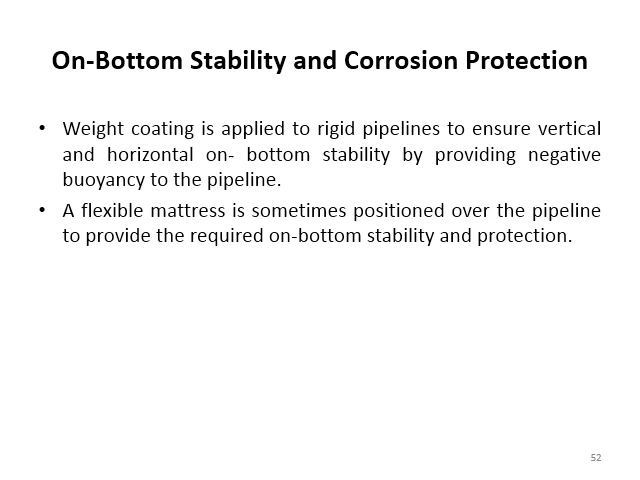 On-Bottom Stability and Corrosion Protection
• Weight coating is applied to rigid pipelines to ensure vertical
and horizontal on- bottom stability by providing negative
buoyancy to the pipeline.
• A flexible mattress is sometimes positioned over the pipeline
to provide the required on-bottom stability and protection.
52